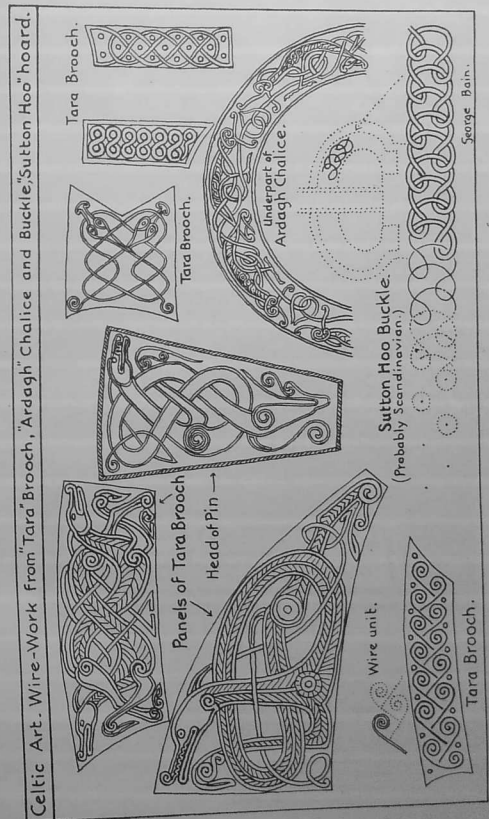 Celtic Art. Wire-Work from "Tara" Brooch, "Ardagh" Chalice and Buckle, "Sutton Hoo" hoard.
Tara Brooch.
Tara Brooch.
Underpart of
Ardagh Chalice.
Panels of Tara Brooch
Head of Pin
Sutton Hoo Buckle.
(Probably Scandinavian.)
Wire unit.
Tara Brooch.
George Bain.